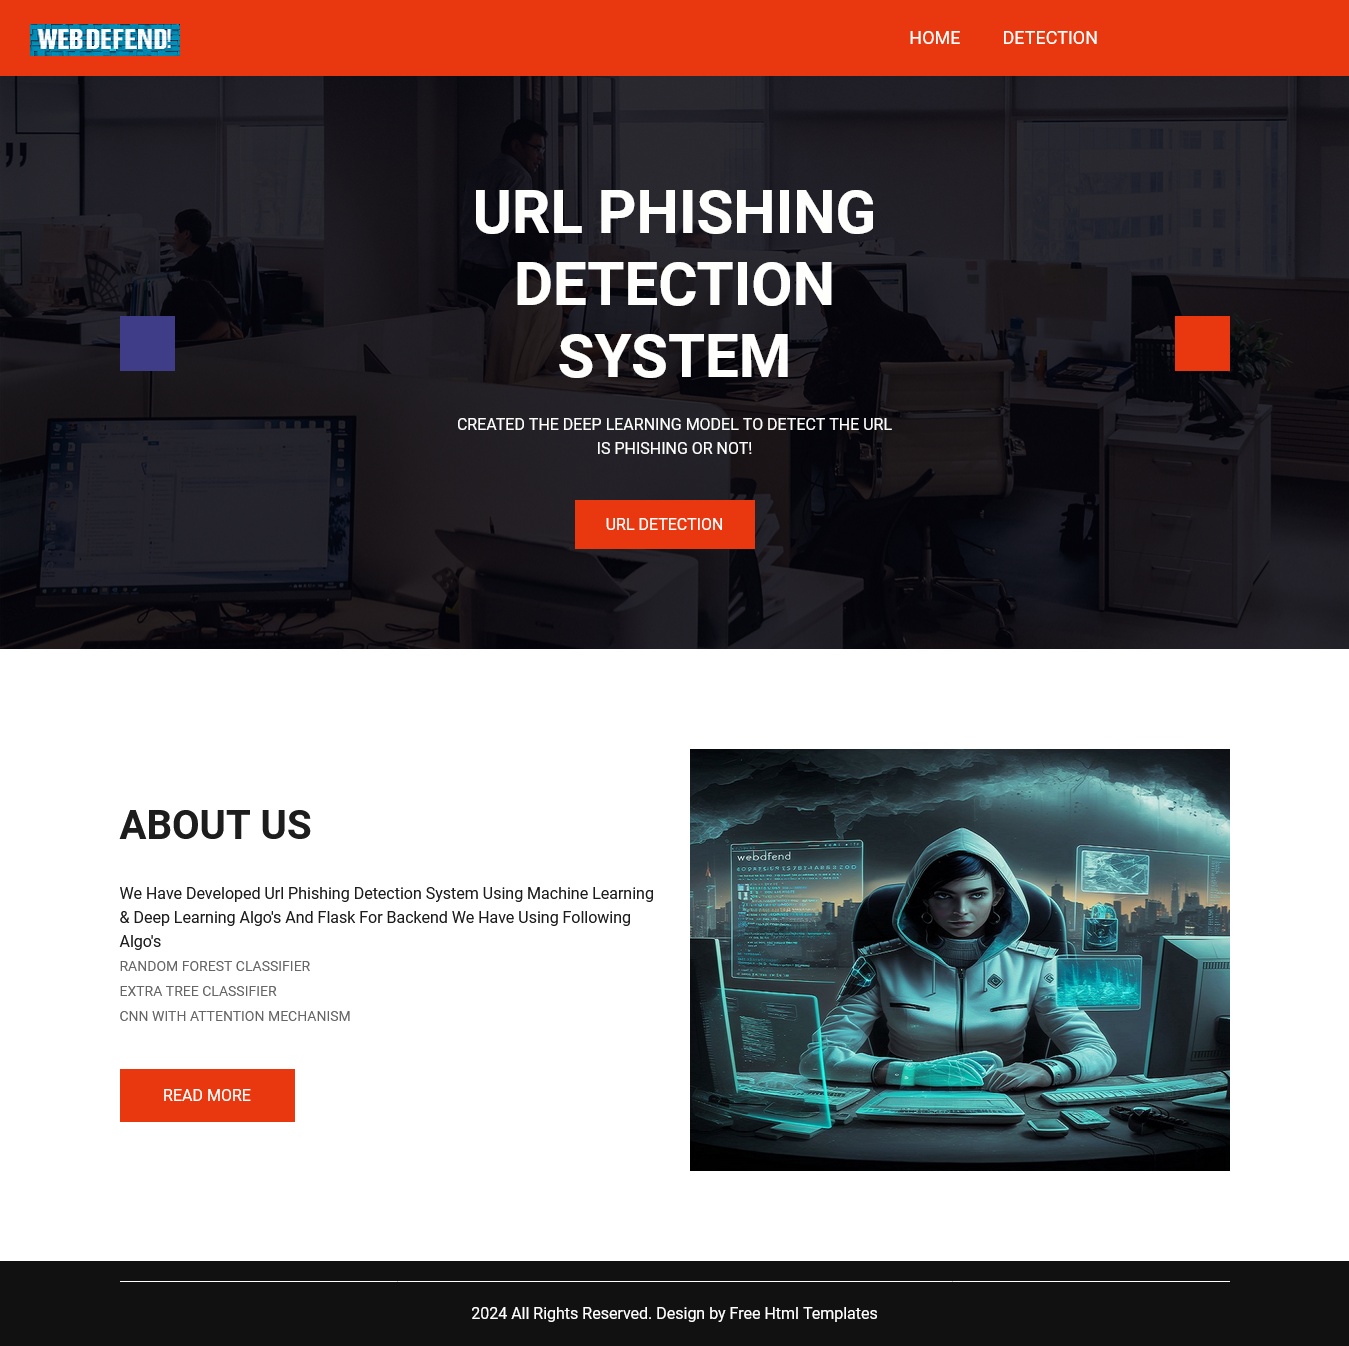 WEB DEFEND!
HOME
DETECTION
URL PHISHING
DETECTION
SYSTEM
CREATED THE DEEP LEARNING MODEL TO DETECT THE URL
IS PHISHING OR NOT!
URL DETECTION
ABOUT US
We Have Developed Url Phishing Detection System Using Machine Learning
& Deep Learning Algo's And Flask For Backend We Have Using Following
Algo's
RANDOM FOREST CLASSIFIER
EXTRA TREE CLASSIFIER
CNN WITH ATTENTION MECHANISM
READ MORE
webdfend
2024 All Rights Reserved. Design by Free Html Templates